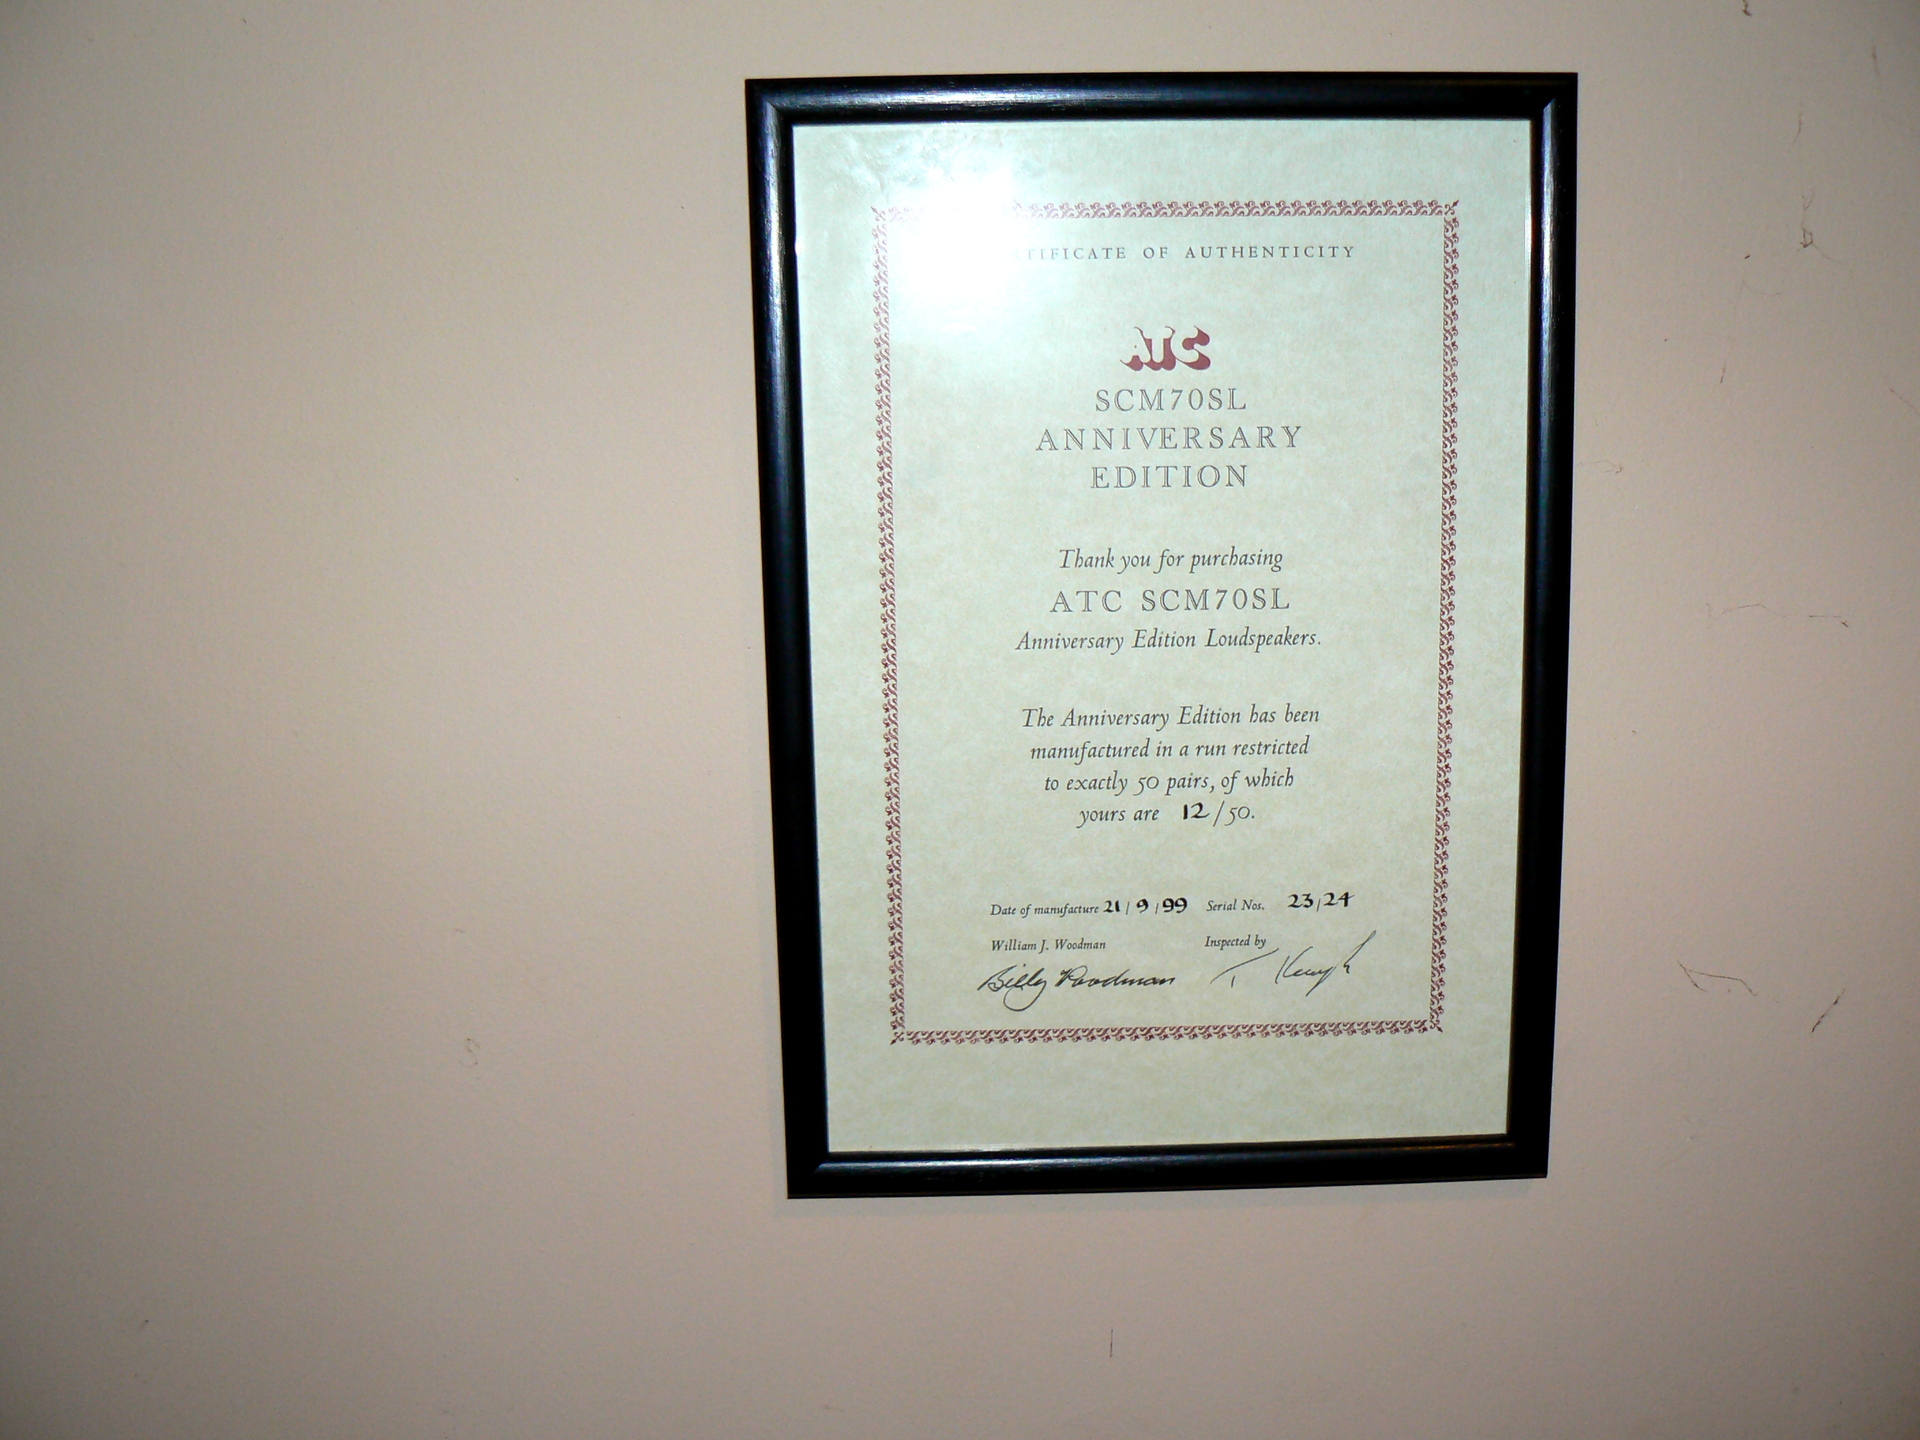 TIFICATE OF AUTHENTICITY
ATC
SCM70SL
ANNIVERSARY
EDITION
Thank you for purchasing
ATC SCM70SL
Anniversary Edition Loudspeakers.
The Anniversary Edition has been
manufactured in a run restricted
to exactly 50 pairs, of which
yours are 12/50.
Date of manufacture 21/9/99 Serial Nos. 23/24
William J. Woodman Inspected by
Billy Woodman T